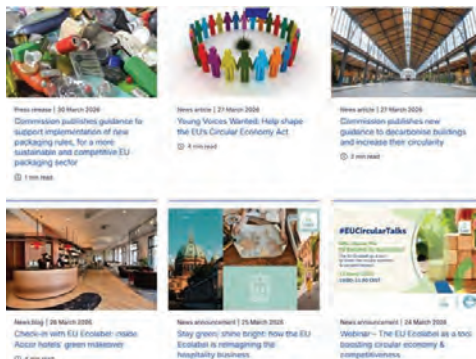 Press release | 30 March 2026
Commission publishes guidance to
support implementation of new
packaging rules, for a more
sustainable and competitive EU
packaging sector
1 min read
News article | 27 March 2026
Young Voices Wanted: Help shape
the EU's Circular Economy Act
4 min read
News article | 27 March 2026
Commission publishes new
guidance to decarbonise buildings
and increase their circularity
3 min read
News blog | 26 March 2026
Check-in with EU Ecolabel: inside
Accor hotels' green makeover
4 min read
News announcement | 25 March 2026
Stay green, shine bright: how the EU
Ecolabel is reimagining the
hospitality business
#EUCircularTalks
News announcement | 24 March 2026
Webinar – The EU Ecolabel as a tool
boosting circular economy &
competitiveness